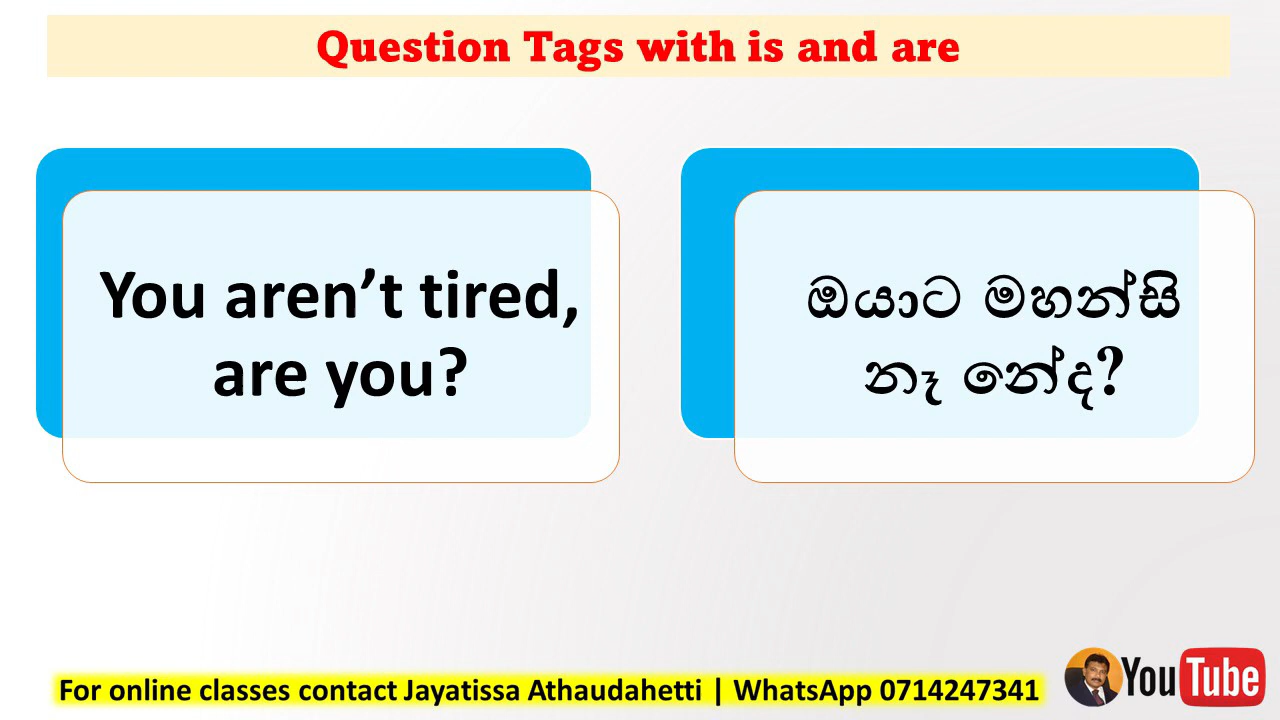 Question Tags with is and are
You aren’t tired,
are you?
ඔයාට මහන්සි
නෑ නේද?
For online classes contact Jayatissa Athaudahetti | WhatsApp 0714247341
YouTube